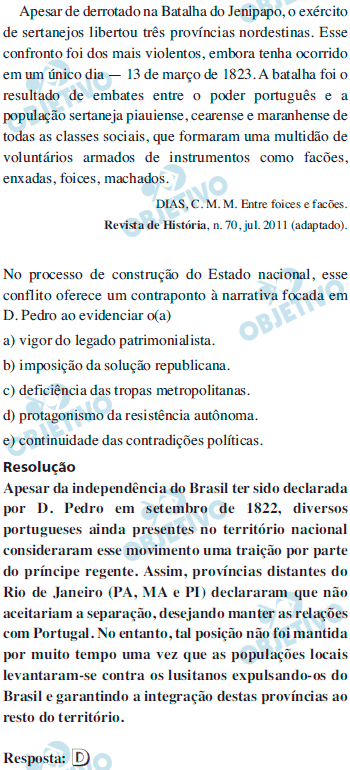 Apesar de derrotado na Batalha do Jenipapo, o exército
de sertanejos libertou três províncias nordestinas. Esse
confronto foi dos mais violentos, embora tenha ocorrido
em um único dia — 13 de março de 1823. A batalha foi o
resultado de embates entre o poder português e a
população sertaneja piauiense, cearense e maranhense de
todas as classes sociais, que formaram uma multidão de
voluntários armados de instrumentos como facões,
enxadas, foices, machados.
DIAS, C. M. M. Entre foices e facões.
Revista de História, n. 70, jul. 2011 (adaptado).
No processo de construção do Estado nacional, esse
conflito oferece um contraponto à narrativa focada em
D. Pedro ao evidenciar o(a)
a) vigor do legado patrimonialista.
b) imposição da solução republicana.
c) deficiência das tropas metropolitanas.
d) protagonismo da resistência autônoma.
e) continuidade das contradições políticas.
Resolução
Apesar da independência do Brasil ter sido declarada
por D. Pedro em setembro de 1822, diversos
portugueses ainda presentes no território nacional
consideraram esse movimento uma traição por parte
do príncipe regente. Assim, províncias distantes do
Rio de Janeiro (PA, MA e PI) declararam que não
aceitariam a separação, desejando manter as relações
com Portugal. No entanto, tal posição não foi mantida
por muito tempo uma vez que as populações locais
levantaram-se contra os lusitanos expulsando-os do
Brasil e garantindo a integração destas províncias ao
resto do território.
Resposta: D
OBJETIVO
OBJETIVO
OBJETIVO
OBJETIVO
OBJETIVO
OBJETIVO
OBJETIVO
OBJETIVO